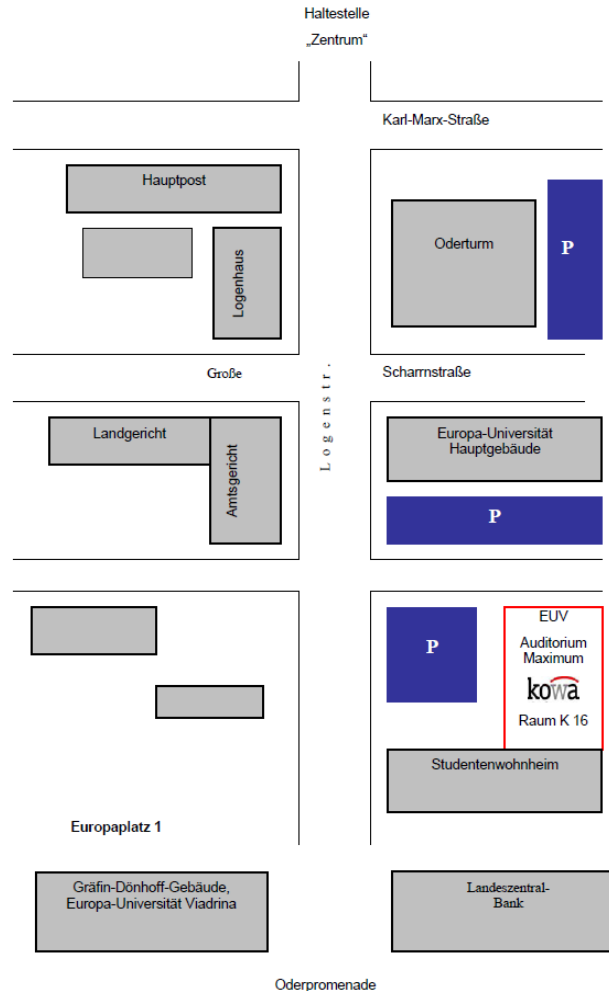 Haltestelle
„Zentrum“
Karl-Marx-Straße
Hauptpost
Logenhaus
Oderturm
P
Große
Logenstr.
Scharrnstraße
Landgericht
Amtsgericht
Europa-Universität
Hauptgebäude
P
P
EUV
Auditorium
Maximum
kowa
Raum K 16
Studentenwohnheim
Europaplatz 1
Gräfin-Dönhoff-Gebäude,
Europa-Universität Viadrina
Landeszentral-
Bank
Oderpromenade